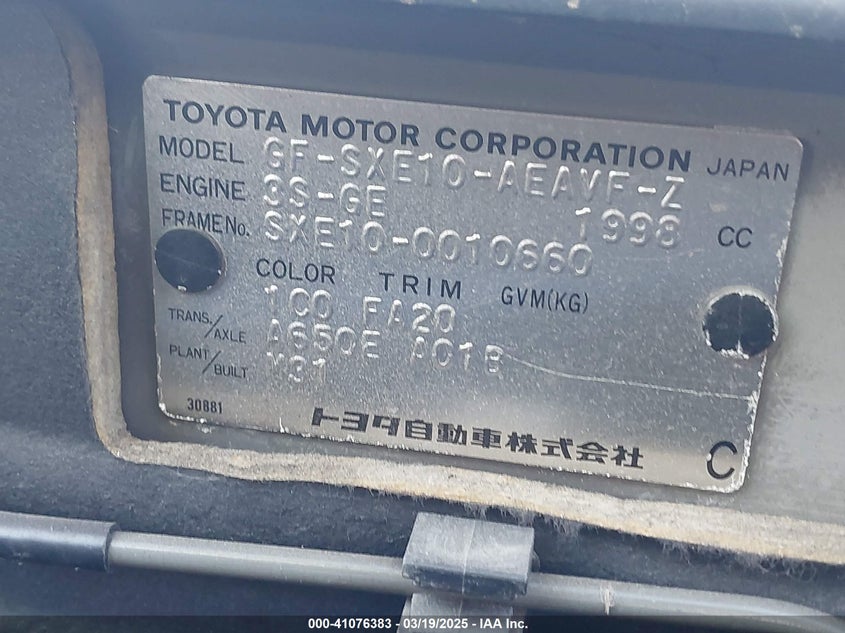 TOYOTA MOTOR CORPORATION JAPAN
MODEL GF-SXE10-AEAVF-Z
ENGINE 3S-GE 1998 CC
FRAME No. SXE10-0010660
COLOR TRIM GVM(KG)
1C0 FA20
TRANS./AXLE A650E A01B
PLANT/BUILT M31
30881
トヨタ自動車株式会社 C
000-41076383 - 03/19/2025 - IAA Inc.